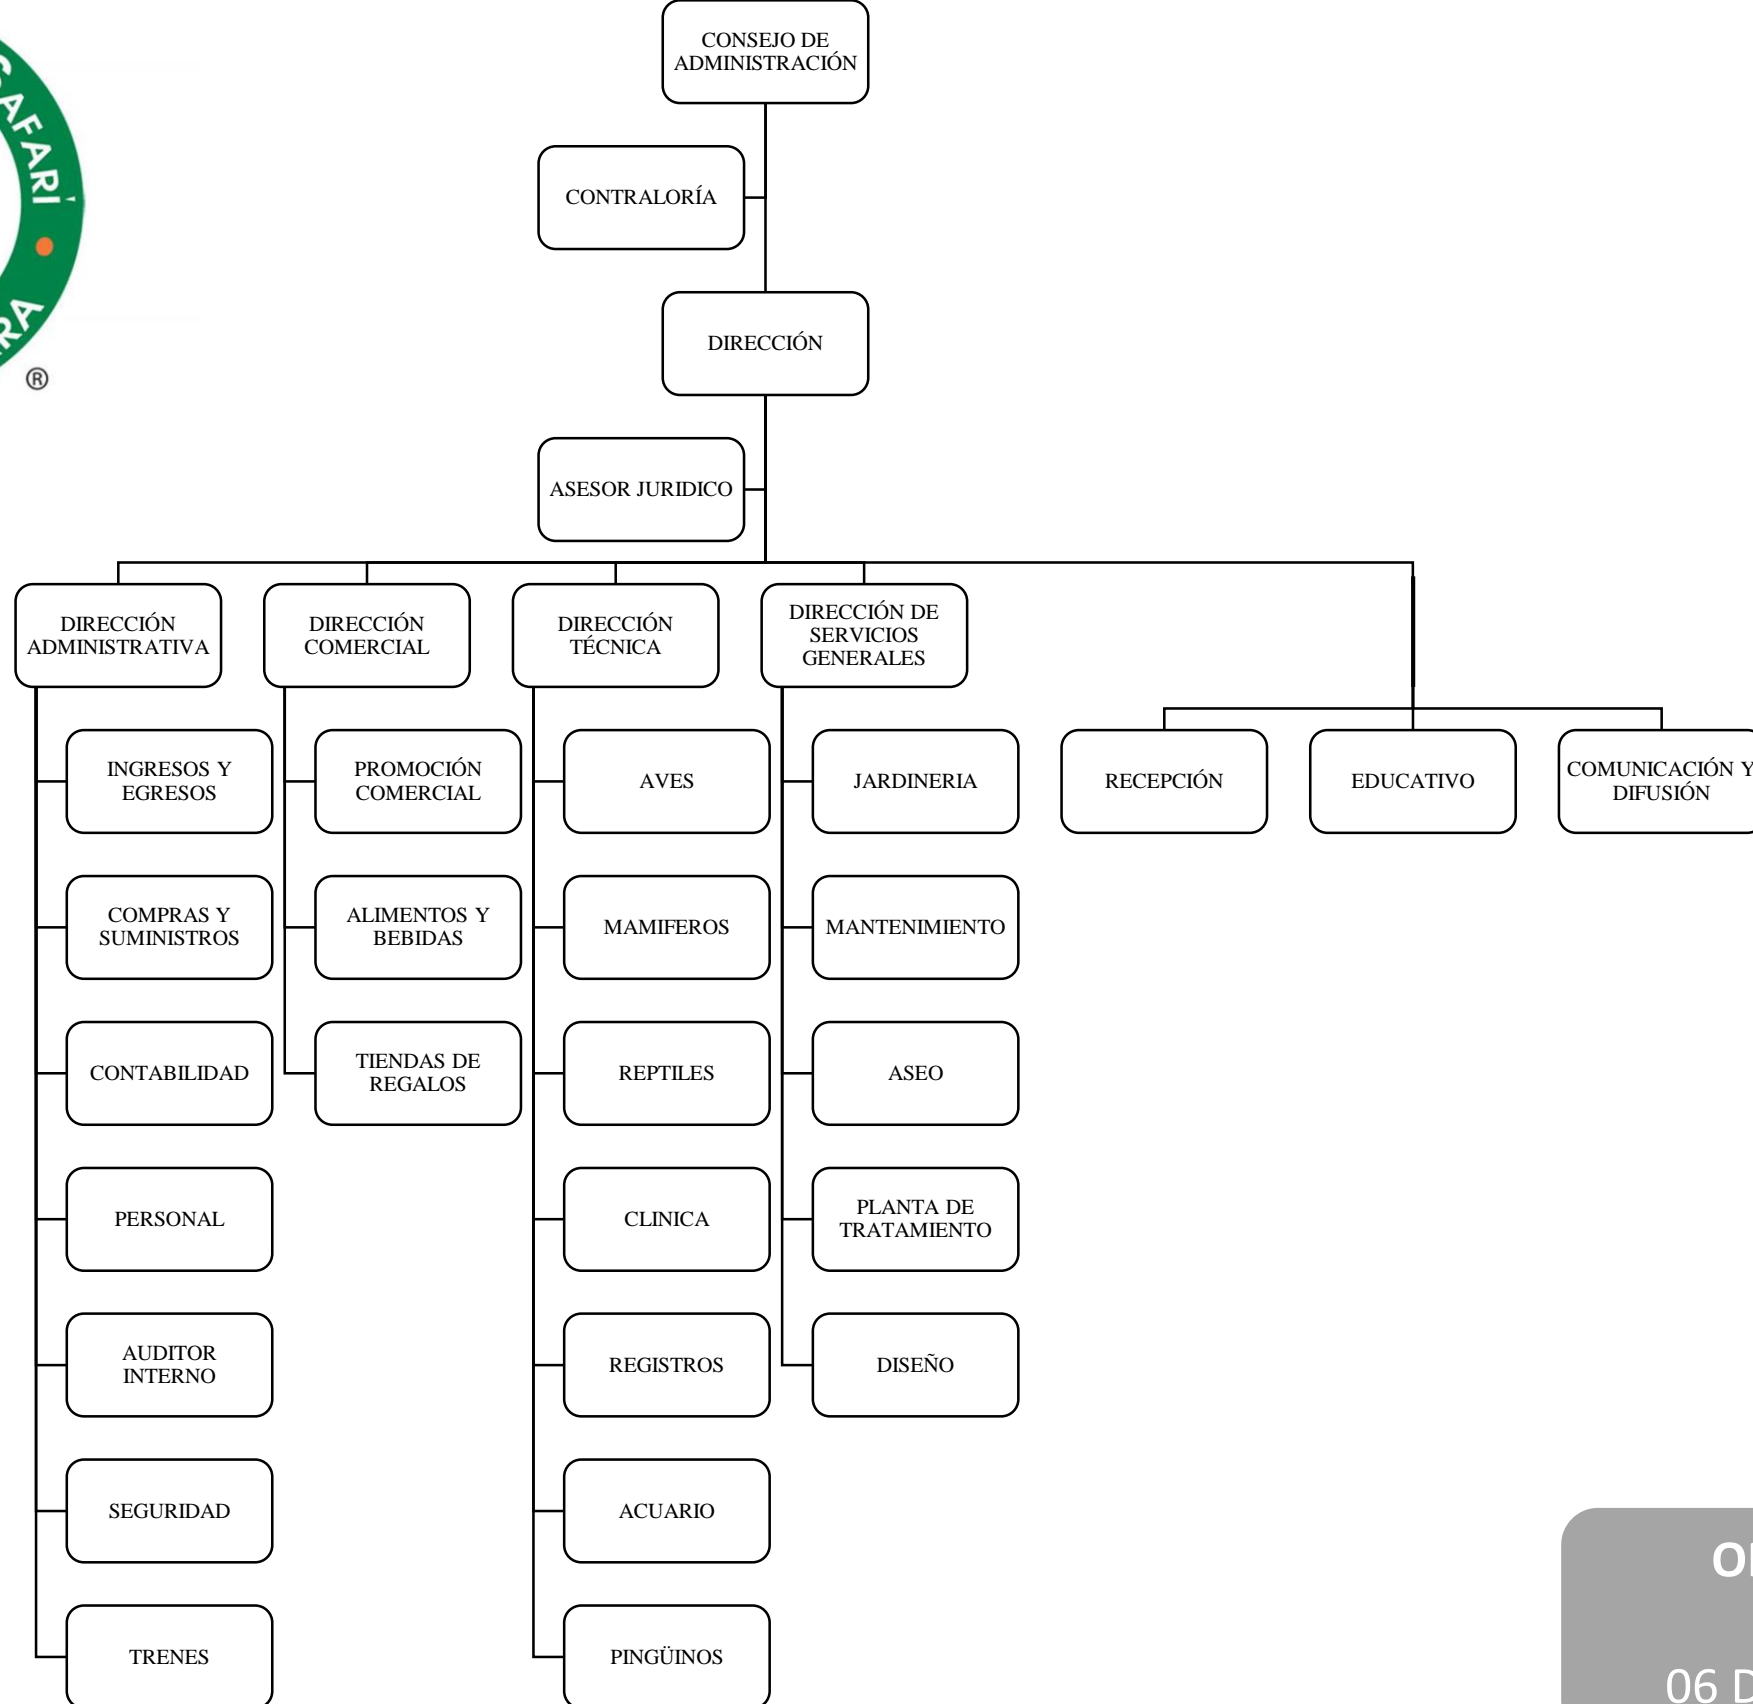 SAFARI
®
CONSEJO DE
ADMINISTRACIÓN
CONTRALORÍA
DIRECCIÓN
ASESOR JURIDICO
DIRECCIÓN
ADMINISTRATIVA
DIRECCIÓN
COMERCIAL
DIRECCIÓN
TÉCNICA
DIRECCIÓN DE
SERVICIOS
GENERALES
INGRESOS Y
EGRESOS
PROMOCIÓN
COMERCIAL
AVES
JARDINERIA
RECEPCIÓN
EDUCATIVO
COMUNICACIÓN Y
DIFUSIÓN
COMPRAS Y
SUMINISTROS
ALIMENTOS Y
BEBIDAS
MAMIFEROS
MANTENIMIENTO
CONTABILIDAD
TIENDAS DE
REGALOS
REPTILES
ASEO
PERSONAL
CLINICA
PLANTA DE
TRATAMIENTO
AUDITOR
INTERNO
REGISTROS
DISEÑO
SEGURIDAD
ACUARIO
TRENES
PINGÜINOS
06 D